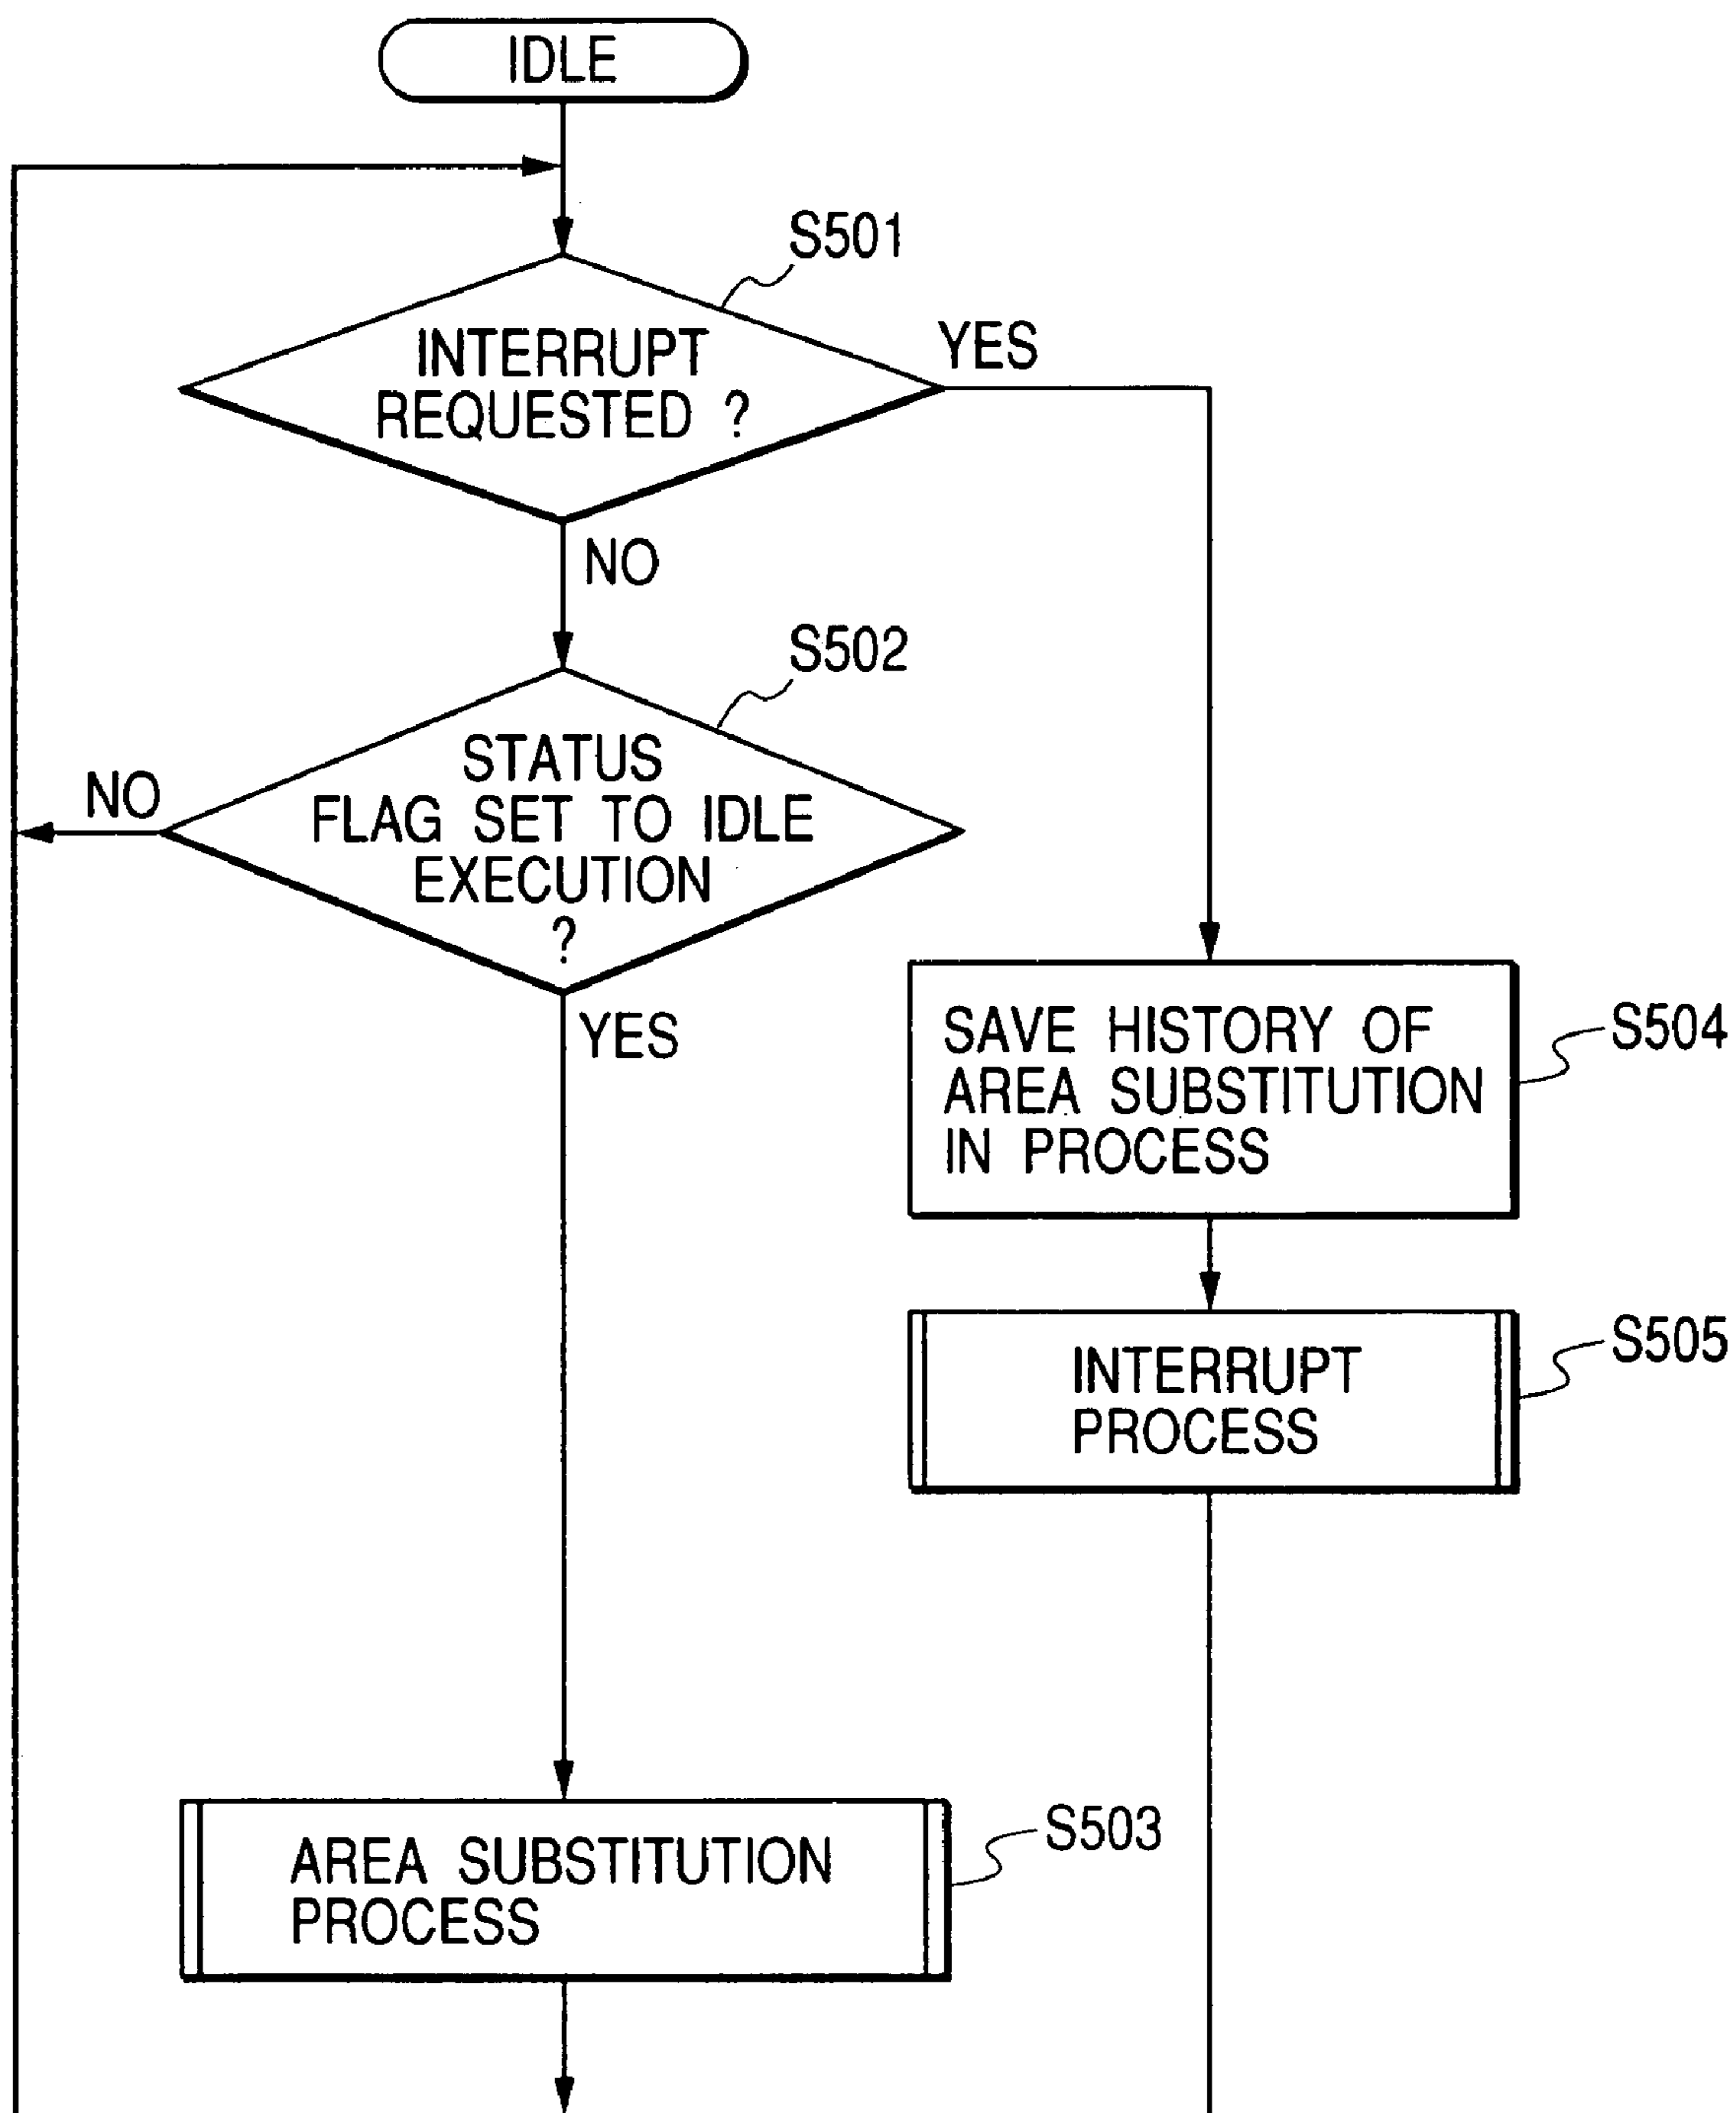 IDLE
S501
INTERRUPT
REQUESTED ?
YES
NO
S502
STATUS
FLAG SET TO IDLE
EXECUTION
?
NO
YES
SAVE HISTORY OF
AREA SUBSTITUTION
IN PROCESS
S504
INTERRUPT
PROCESS
S505
AREA SUBSTITUTION
PROCESS
S503